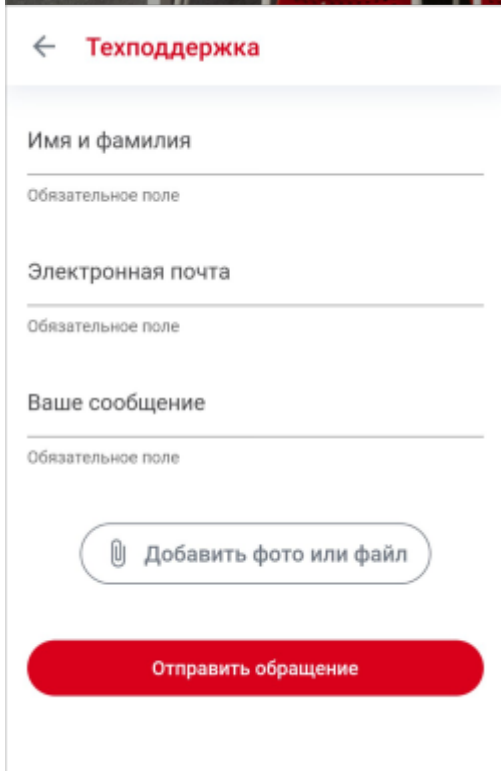 Техподдержка
Имя и фамилия
Обязательное поле
Электронная почта
Обязательное поле
Ваше сообщение
Обязательное поле
Добавить фото или файл
Отправить обращение